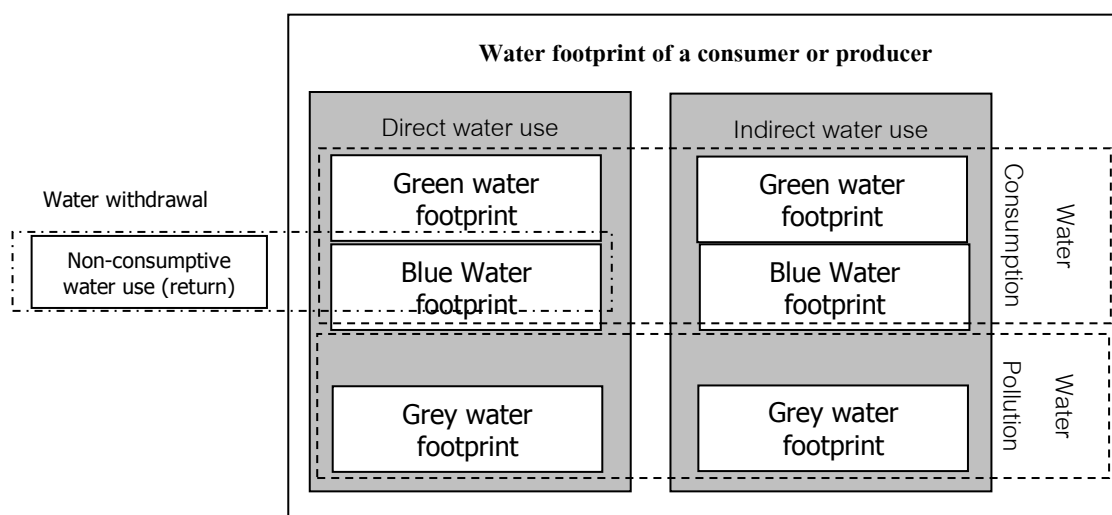 Water footprint of a consumer or producer
Direct water use
Indirect water use
Green water
footprint
Green water
footprint
Water
Consumption
Water withdrawal
Non-consumptive
water use (return)
Blue Water
footprint
Blue Water
footprint
Grey water
footprint
Grey water
footprint
Water
Pollution